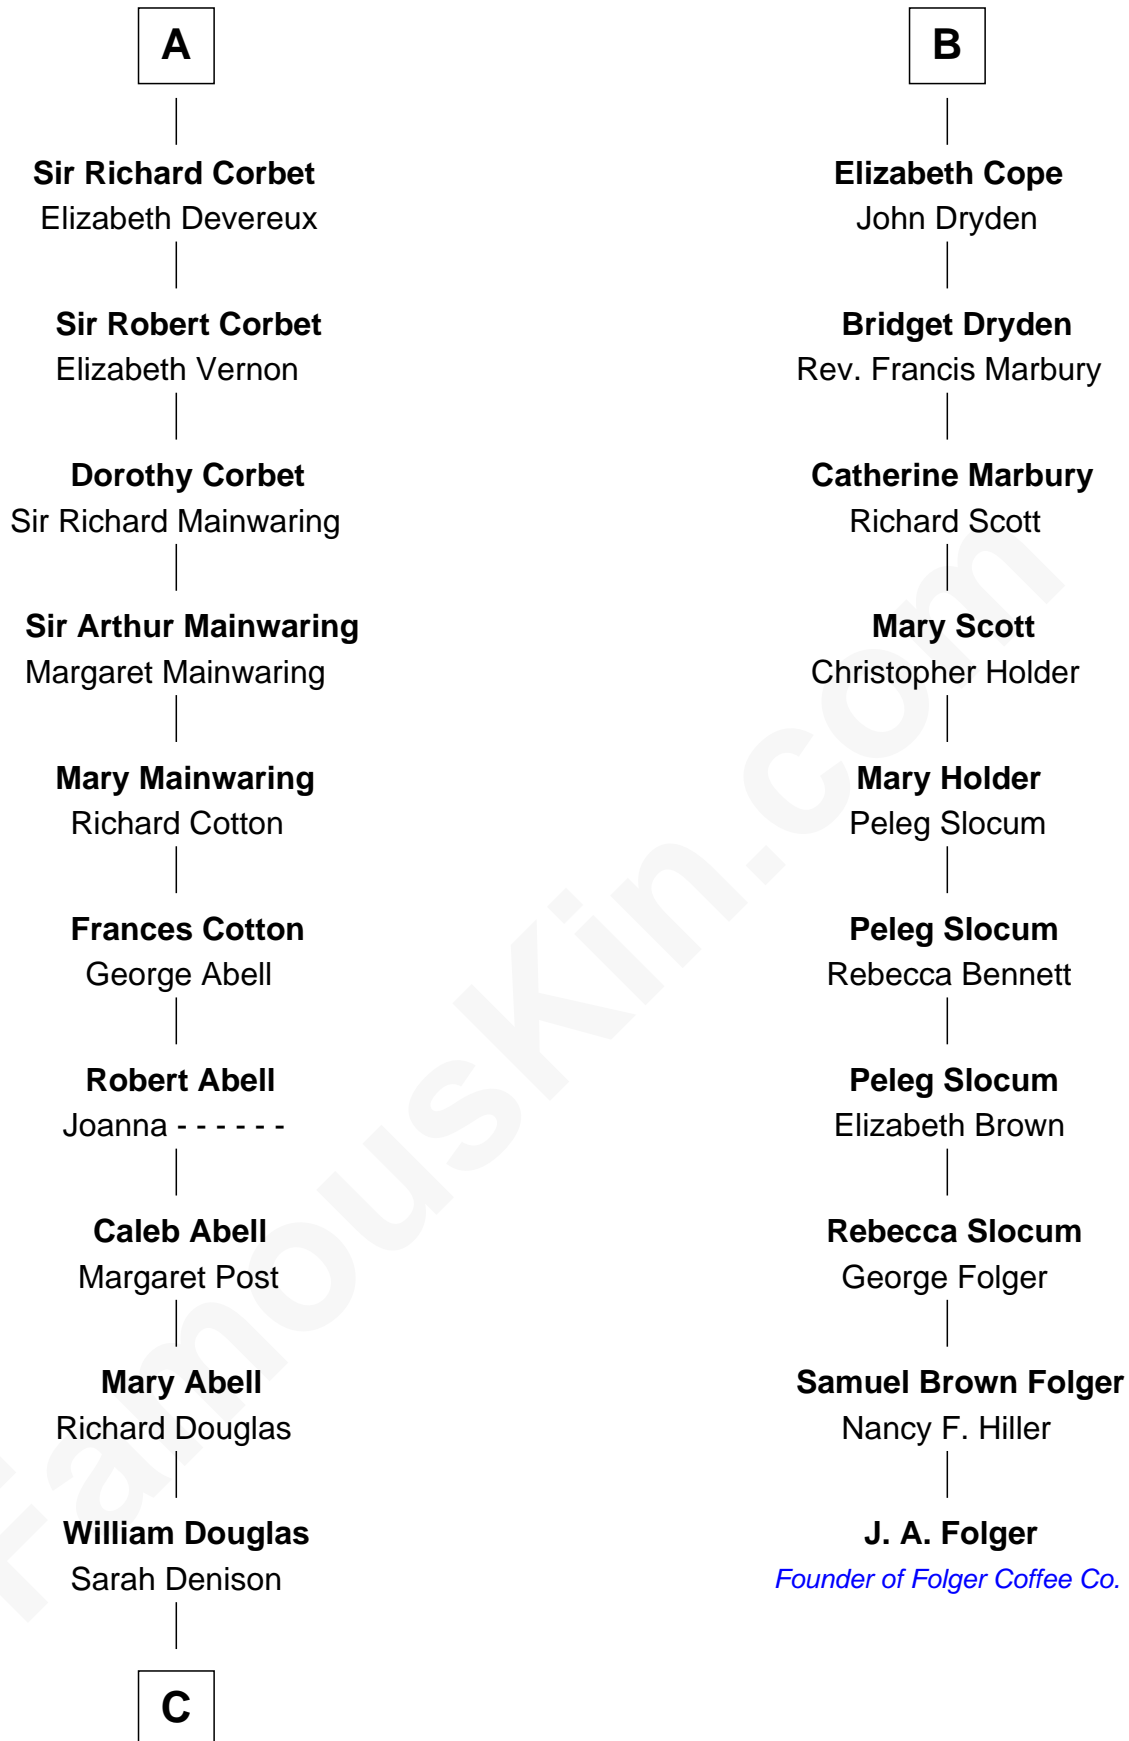 A
Sir Richard Corbet
Elizabeth Devereux
Sir Robert Corbet
Elizabeth Vernon
Dorothy Corbet
Sir Richard Mainwaring
Sir Arthur Mainwaring
Margaret Mainwaring
Mary Mainwaring
Richard Cotton
Frances Cotton
George Abell
Robert Abell
Joanna - - - - - -
Caleb Abell
Margaret Post
Mary Abell
Richard Douglas
William Douglas
Sarah Denison
C
B
Elizabeth Cope
John Dryden
Bridget Dryden
Rev. Francis Marbury
Catherine Marbury
Richard Scott
Mary Scott
Christopher Holder
Mary Holder
Peleg Slocum
Peleg Slocum
Rebecca Bennett
Peleg Slocum
Elizabeth Brown
Rebecca Slocum
George Folger
Samuel Brown Folger
Nancy F. Hiller
J. A. Folger
Founder of Folger Coffee Co.
FamousKin.com